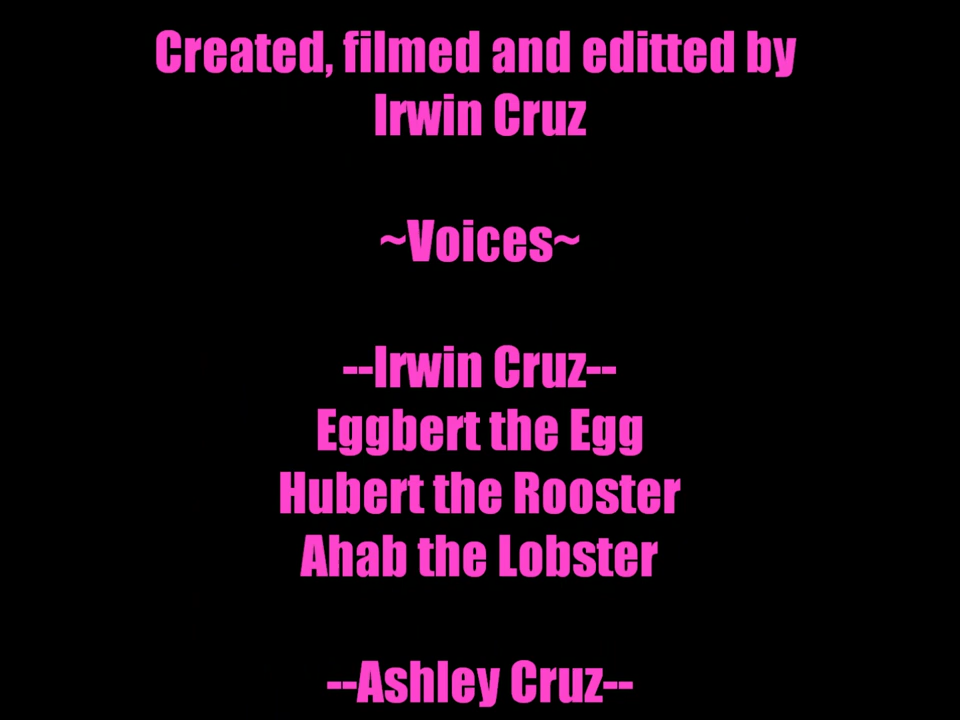 Created, filmed and editted by
Irwin Cruz
~Voices~
--Irwin Cruz--
Eggbert the Egg
Hubert the Rooster
Ahab the Lobster
--Ashley Cruz--